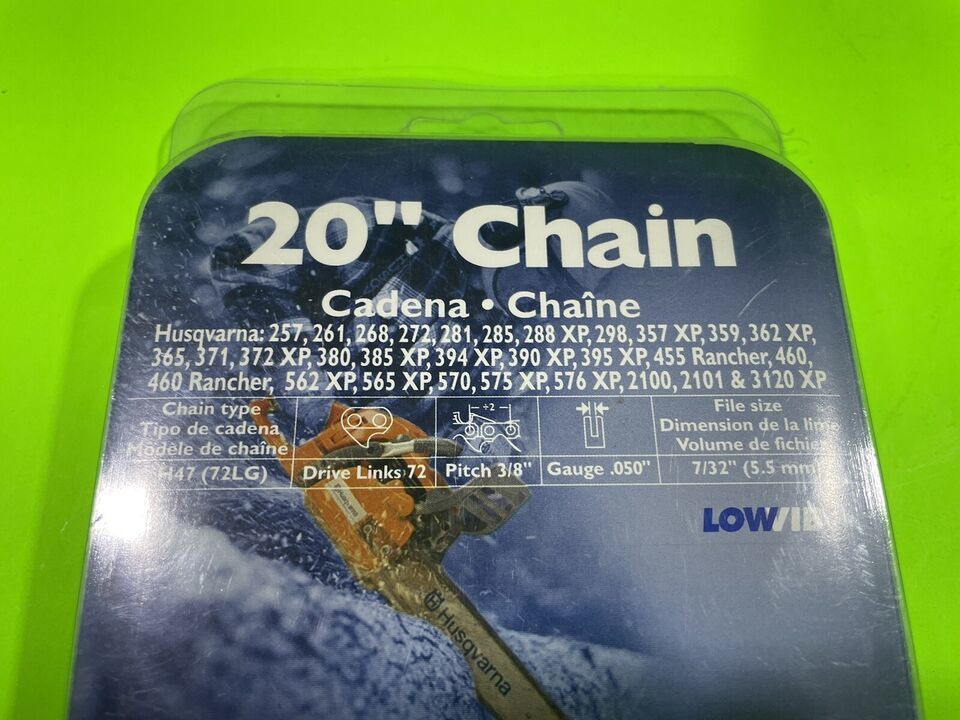 20" Chain
Cadena • Chaîne
Husqvarna: 257, 261, 268, 272, 281, 285, 288 XP, 298, 357 XP, 359, 362 XP,
365, 371, 372 XP, 380, 385 XP, 394 XP, 390 XP, 395 XP, 455 Rancher, 460,
460 Rancher, 562 XP, 565 XP, 570, 575 XP, 576 XP, 2100, 2101 & 3120 XP
Chain type
Tipo de cadena
Modèle de chaîne
H47 (72LG)
Drive Links 72
÷2
Pitch 3/8"
Gauge .050"
File size
Dimension de la lime
Volume de fichier
7/32" (5.5 mm)
Husqvarna